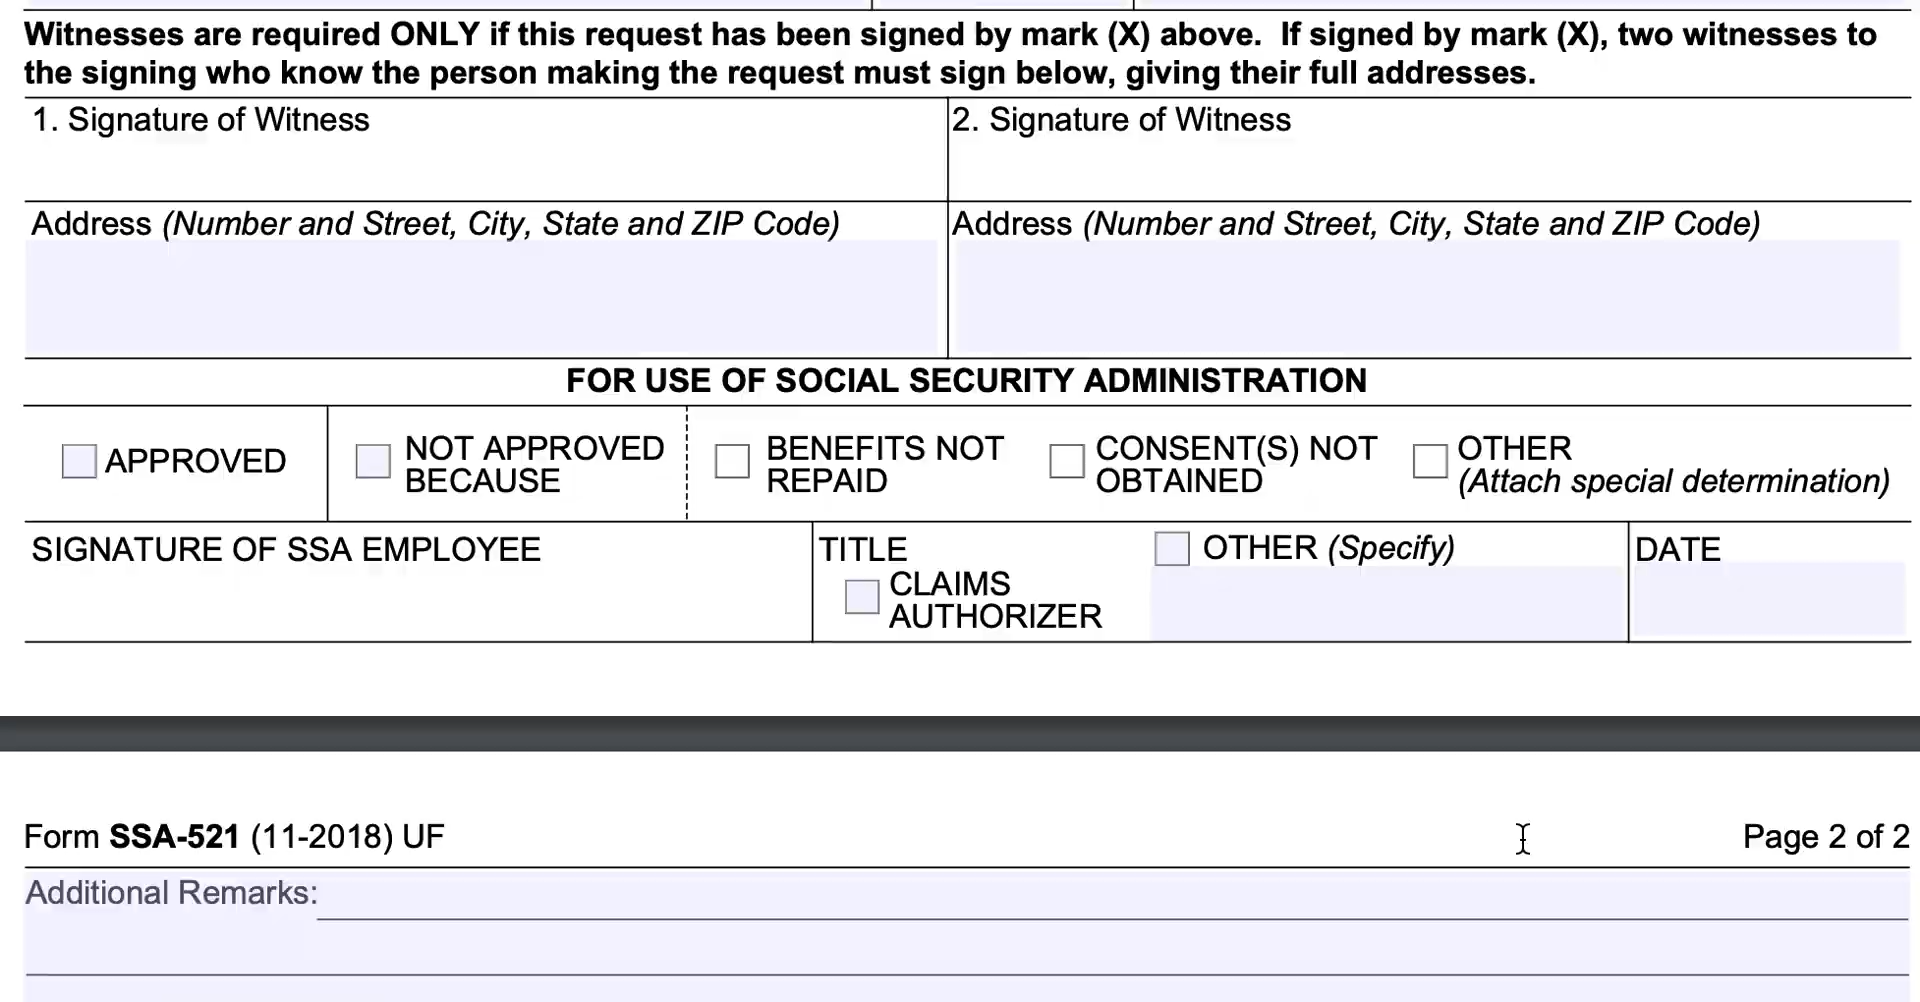 Witnesses are required ONLY if this request has been signed by mark (X) above. If signed by mark (X), two witnesses to
the signing who know the person making the request must sign below, giving their full addresses.
1. Signature of Witness
2. Signature of Witness
Address (Number and Street, City, State and ZIP Code)
Address (Number and Street, City, State and ZIP Code)
FOR USE OF SOCIAL SECURITY ADMINISTRATION
APPROVED
NOT APPROVED
BECAUSE
BENEFITS NOT
REPAID
CONSENT(S) NOT
OBTAINED
OTHER
(Attach special determination)
SIGNATURE OF SSA EMPLOYEE
TITLE
CLAIMS
AUTHORIZER
OTHER (Specify)
DATE
Form SSA-521 (11-2018) UF
Page 2 of 2
Additional Remarks: